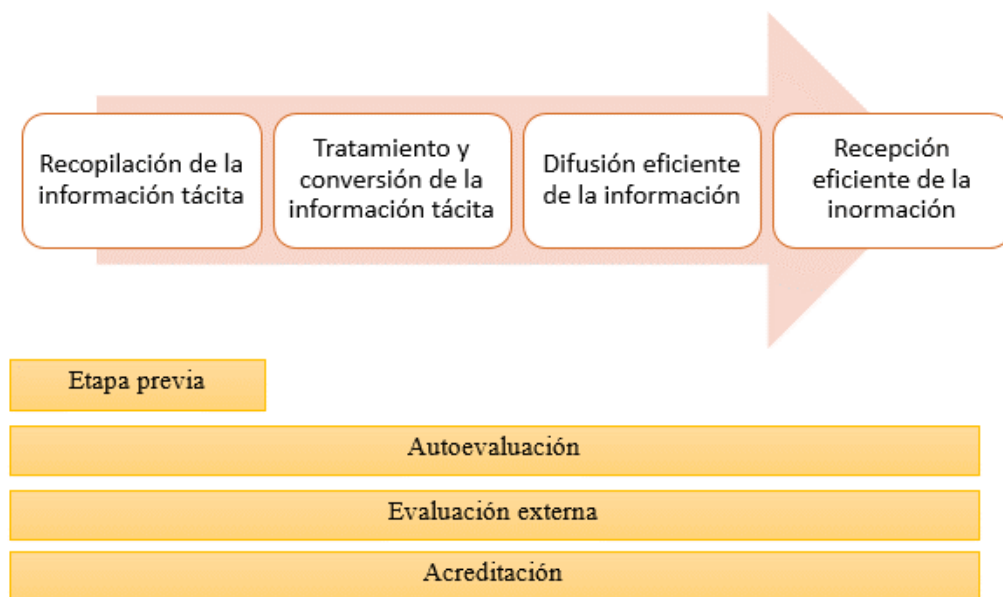 Recopilación de la
información tácita
Tratamiento y
conversión de la
información tácita
Difusión eficiente
de la información
Recepción
eficiente de la
inormación
Etapa previa
Autoevaluación
Evaluación externa
Acreditación